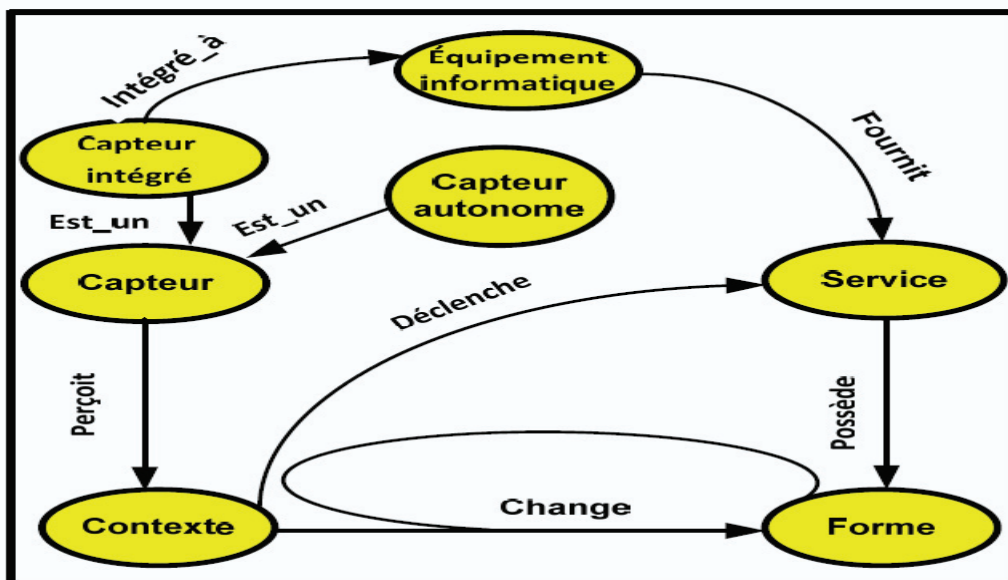 Intégré_à
Équipement
informatique
Fournit
Capteur
intégré
Capteur
autonome
Est_un
Est_un
Capteur
Service
Déclenche
Perçoit
Possède
Contexte
Change
Forme